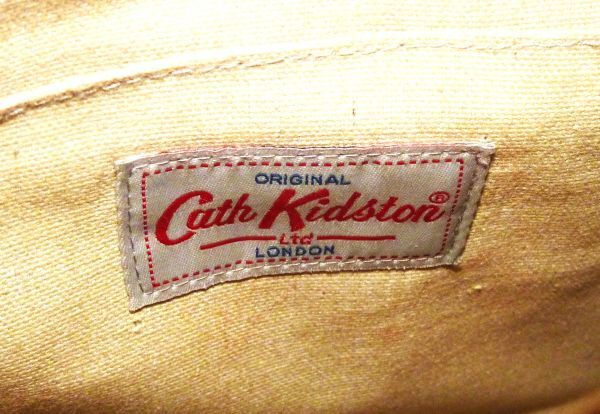 ORIGINAL
Cath Kidston®
Ltd
LONDON